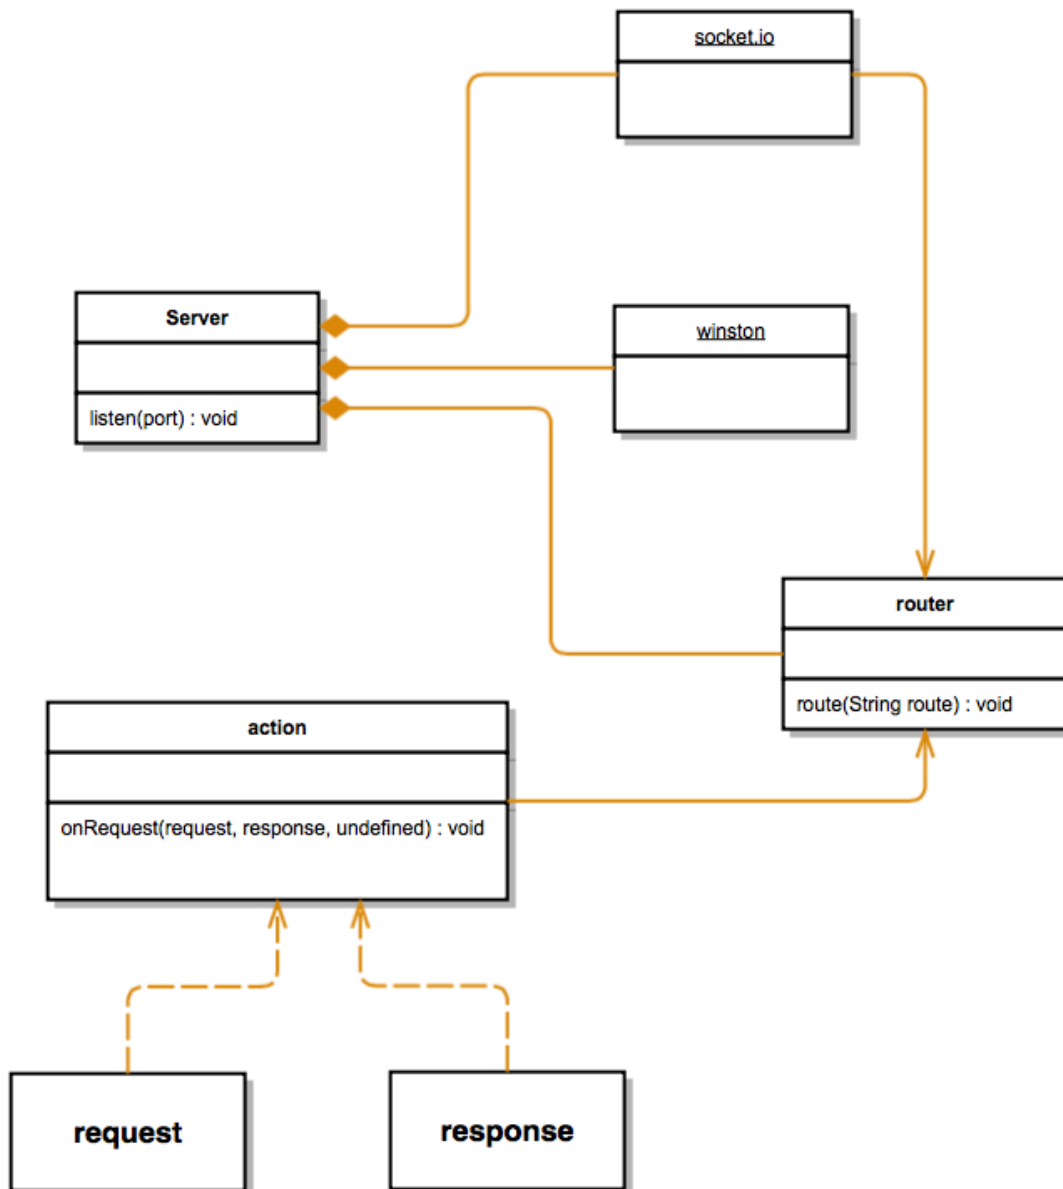 socket.io
Server
listen(port) : void
winston
router
route(String route) : void
action
onRequest(request, response, undefined) : void
request
response